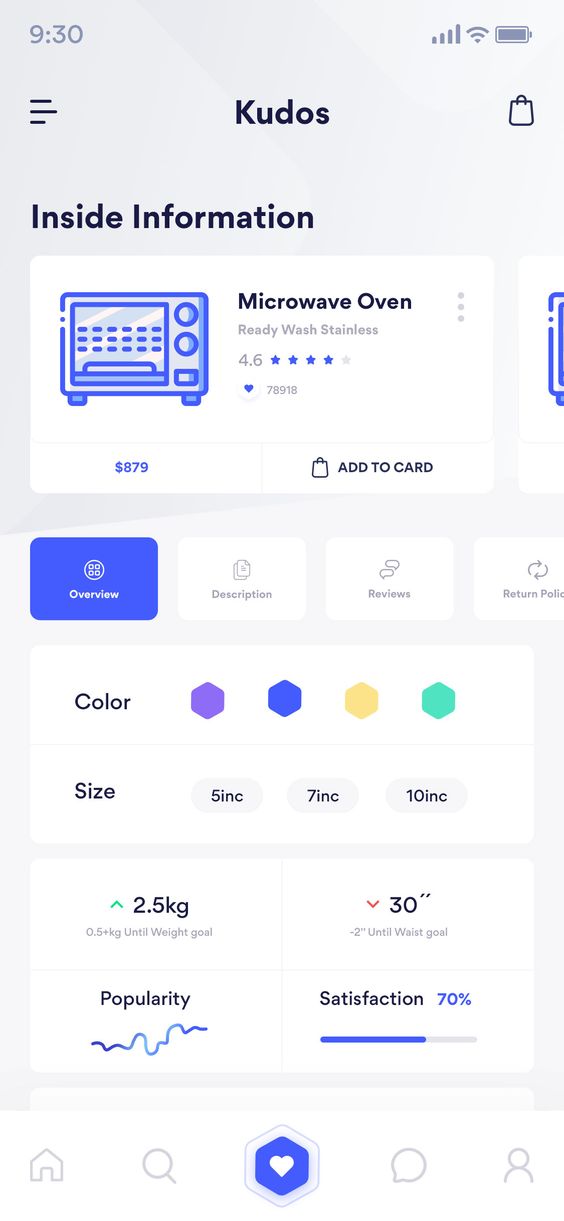 9:30
Kudos
Inside Information
Microwave Oven
Ready Wash Stainless
4.6
78918
$879
ADD TO CARD
Overview
Description
Reviews
Return Polic
Color
Size
5inc
7inc
10inc
2.5kg
0.5+kg Until Weight goal
30´´
-2" Until Waist goal
Popularity
Satisfaction 70%